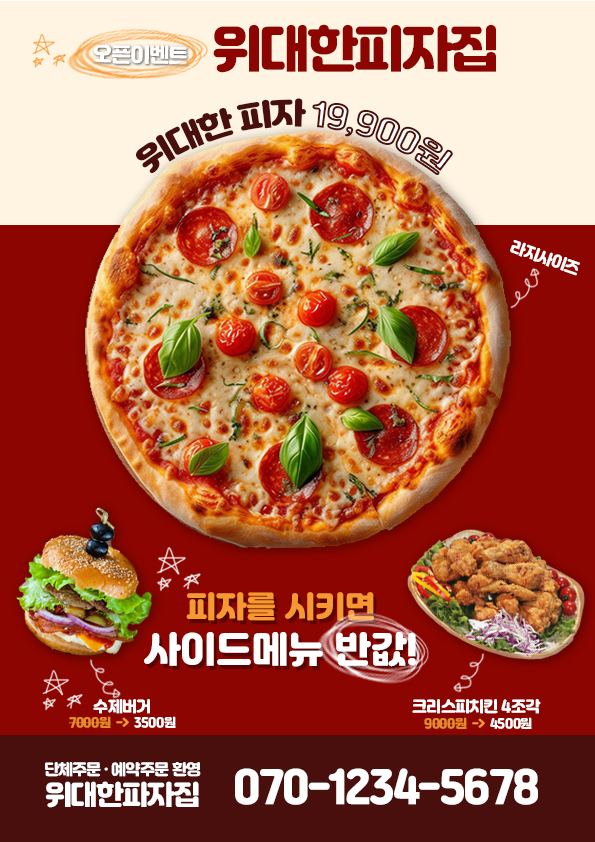 오픈이벤트 위대한피자집
위대한 피자 19,900원
라지사이즈
피자를 시키면
사이드메뉴 반값!
수제버거
7000원 -> 3500원
크리스피치킨 4조각
9000원 -> 4500원
단체주문 · 예약주문 환영
위대한피자집
070-1234-5678